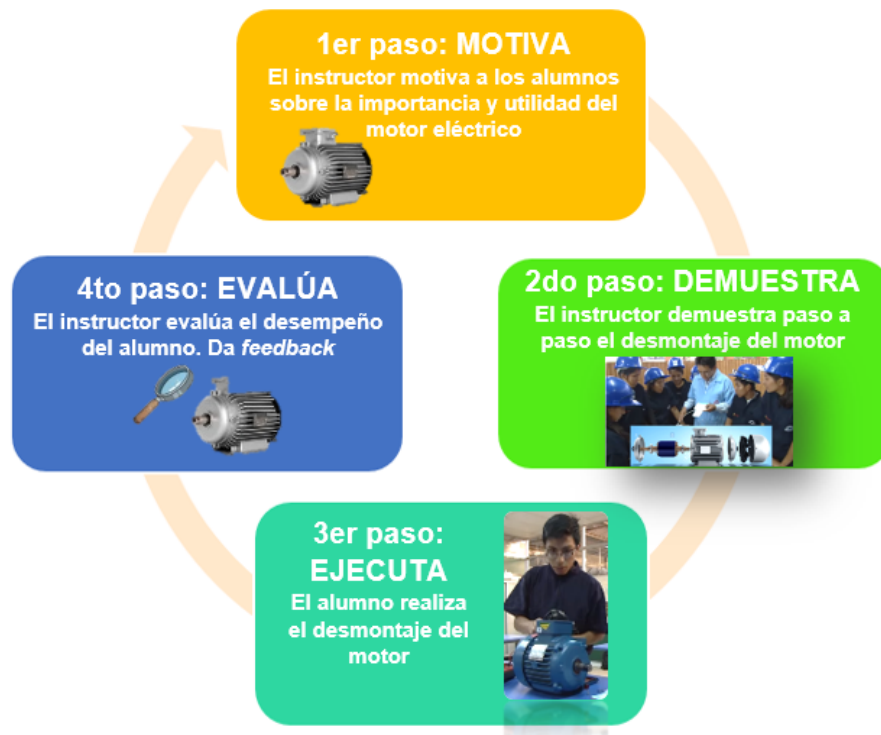 1er paso: MOTIVA
El instructor motiva a los alumnos
sobre la importancia y utilidad del
motor eléctrico
2do paso: DEMUESTRA
El instructor demuestra paso a
paso el desmontaje del motor
3er paso:
EJECUTA
El alumno realiza
el desmontaje del
motor
4to paso: EVALÚA
El instructor evalúa el desempeño
del alumno. Da feedback